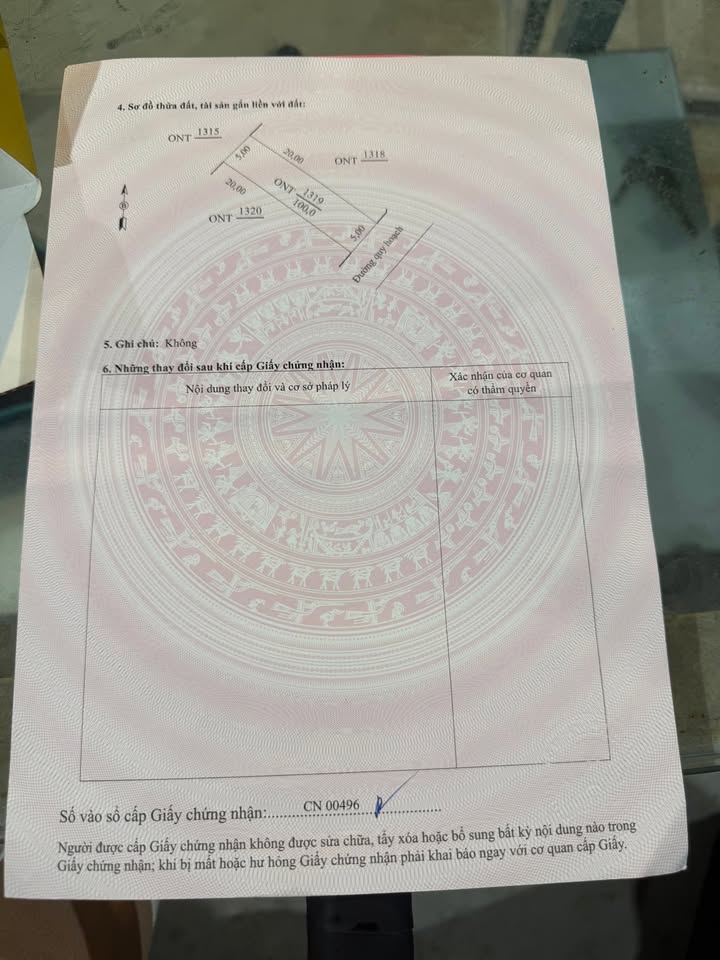 4. Sơ đồ thửa đất, tài sản gắn liền với đất:
ONT 1315
5,00
20,00
ONT 1318
20,00
ONT 1319
100,0
ONT 1320
5,00
Đường quy hoạch
B
5. Ghi chú: Không
6. Những thay đổi sau khi cấp Giấy chứng nhận:
Nội dung thay đổi và cơ sở pháp lý
Xác nhận của cơ quan
có thẩm quyền
Số vào sổ cấp Giấy chứng nhận: CN 00496
Người được cấp Giấy chứng nhận không được sửa chữa, tẩy xóa hoặc bổ sung bất kỳ nội dung nào trong
Giấy chứng nhận; khi bị mất hoặc hư hỏng Giấy chứng nhận phải khai báo ngay với cơ quan cấp Giấy.